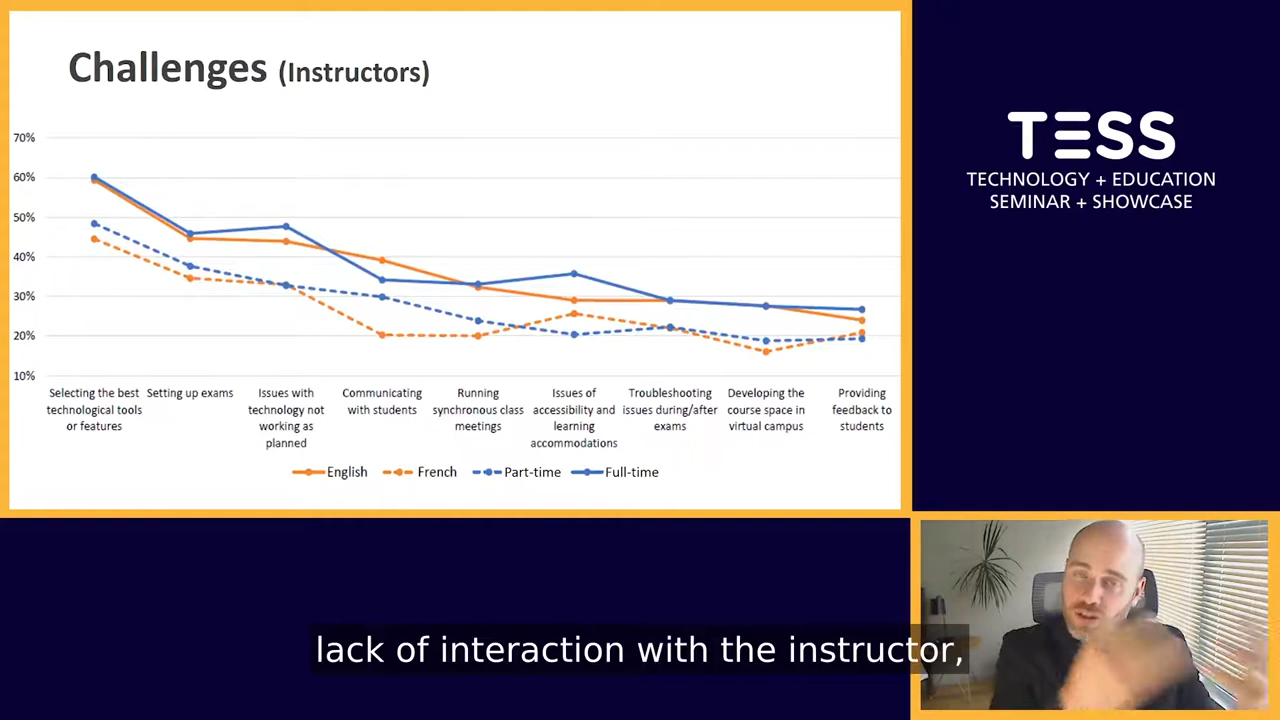 Challenges (Instructors)
70%
60%
50%
40%
30%
20%
10%
Selecting the best
technological tools
or features
Setting up exams
Issues with
technology not
working as
planned
Communicating
with students
Running
synchronous class
meetings
Issues of
accessibility and
learning
accommodations
Troubleshooting
issues during/after
exams
Developing the
course space in
virtual campus
Providing
feedback to
students
English French Part-time Full-time
TESS
TECHNOLOGY + EDUCATION
SEMINAR + SHOWCASE
lack of interaction with the instructor,